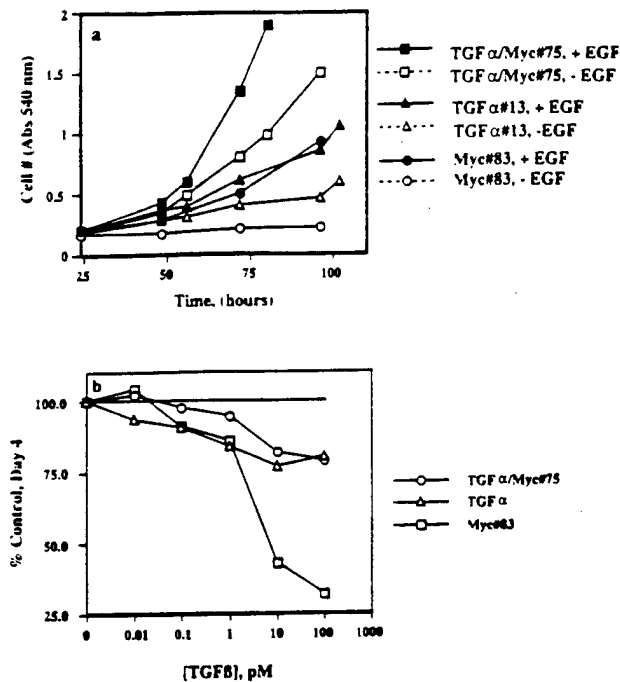 a
2
1.5
1
0.5
0
Cell # (Abs 540 nm)
25
50
75
100
Time, (hours)
TGFα/Myc#75, + EGF
TGFα/Myc#75, - EGF
TGFα#13, + EGF
TGFα#13, -EGF
Myc#83, + EGF
Myc#83, - EGF
b
100.0
75.0
50.0
25.0
% Control, Day 4
0
0.01
0.1
1
10
100
1000
[TGFß], pM
TGFα/Myc#75
TGFα
Myc#83